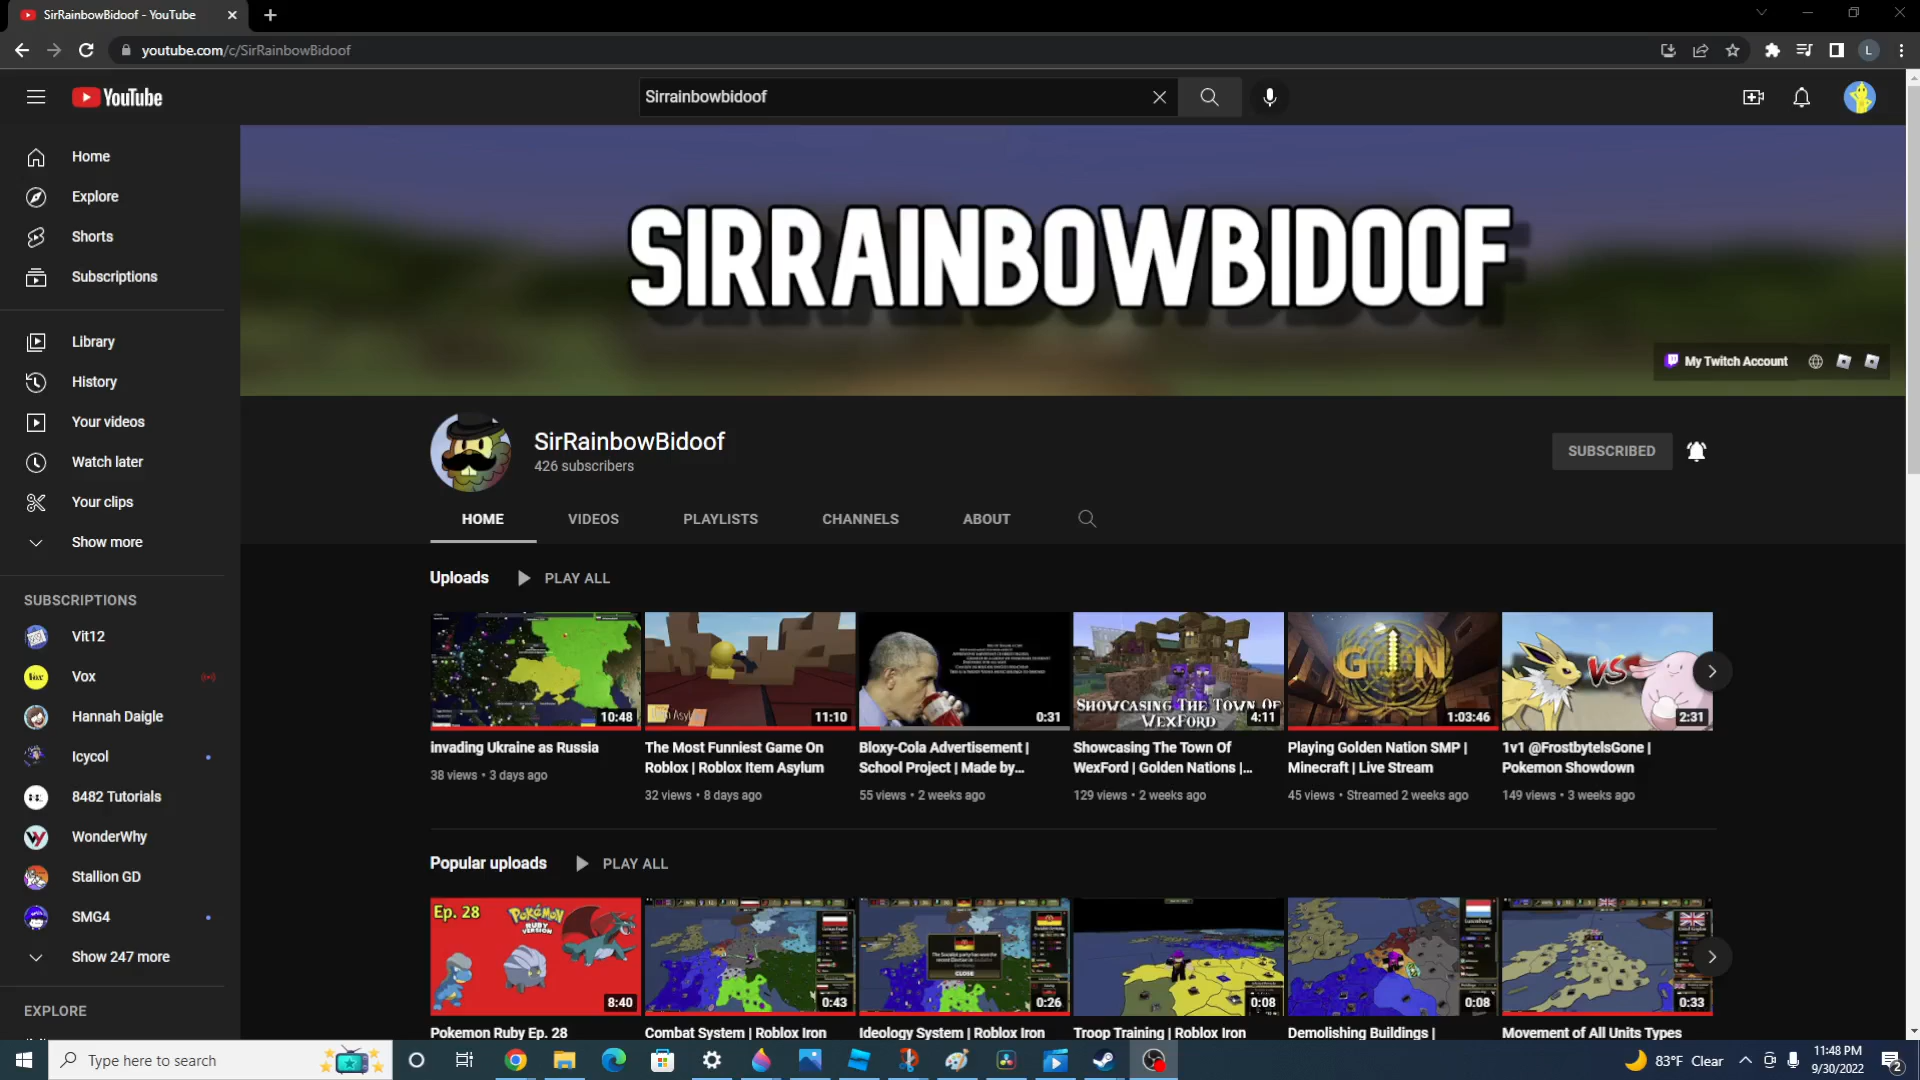 SirRainbowBidoof - YouTube
youtube.com/c/SirRainbowBidoof
L
YouTube
Sirrainbowbidoof
Home
Explore
Shorts
Subscriptions
Library
History
Your videos
Watch later
Your clips
Show more
SUBSCRIPTIONS
Vit12
Vox
Hannah Daigle
Icycol
8482 Tutorials
WonderWhy
Stallion GD
SMG4
Show 247 more
EXPLORE
SIRRAINBOWBIDOOF
My Twitch Account
SirRainbowBidoof
426 subscribers
SUBSCRIBED
HOME VIDEOS PLAYLISTS CHANNELS ABOUT
Uploads PLAY ALL
10:48
11:10
0:31
SHOWCASING THE TOWN OF
WEXFORD
4:11
1:03:46
VS
2:31
invading Ukraine as Russia
38 views • 3 days ago
The Most Funniest Game On
Roblox | Roblox Item Asylum
32 views • 8 days ago
Bloxy-Cola Advertisement |
School Project | Made by...
55 views • 2 weeks ago
Showcasing The Town Of
WexFord | Golden Nations |...
129 views • 2 weeks ago
Playing Golden Nation SMP |
Minecraft | Live Stream
45 views • Streamed 2 weeks ago
1v1 @FrostbyteIsGone |
Pokemon Showdown
149 views • 3 weeks ago
Popular uploads PLAY ALL
Ep. 28
POKéMON
RUBY VERSION
8:40
0:43
CLOSE
0:26
0:08
0:08
0:33
Pokemon Ruby Ep. 28
Combat System | Roblox Iron
Ideology System | Roblox Iron
Troop Training | Roblox Iron
Demolishing Buildings |
Movement of All Units Types
Type here to search
83°F Clear
11:48 PM
9/30/2022
2